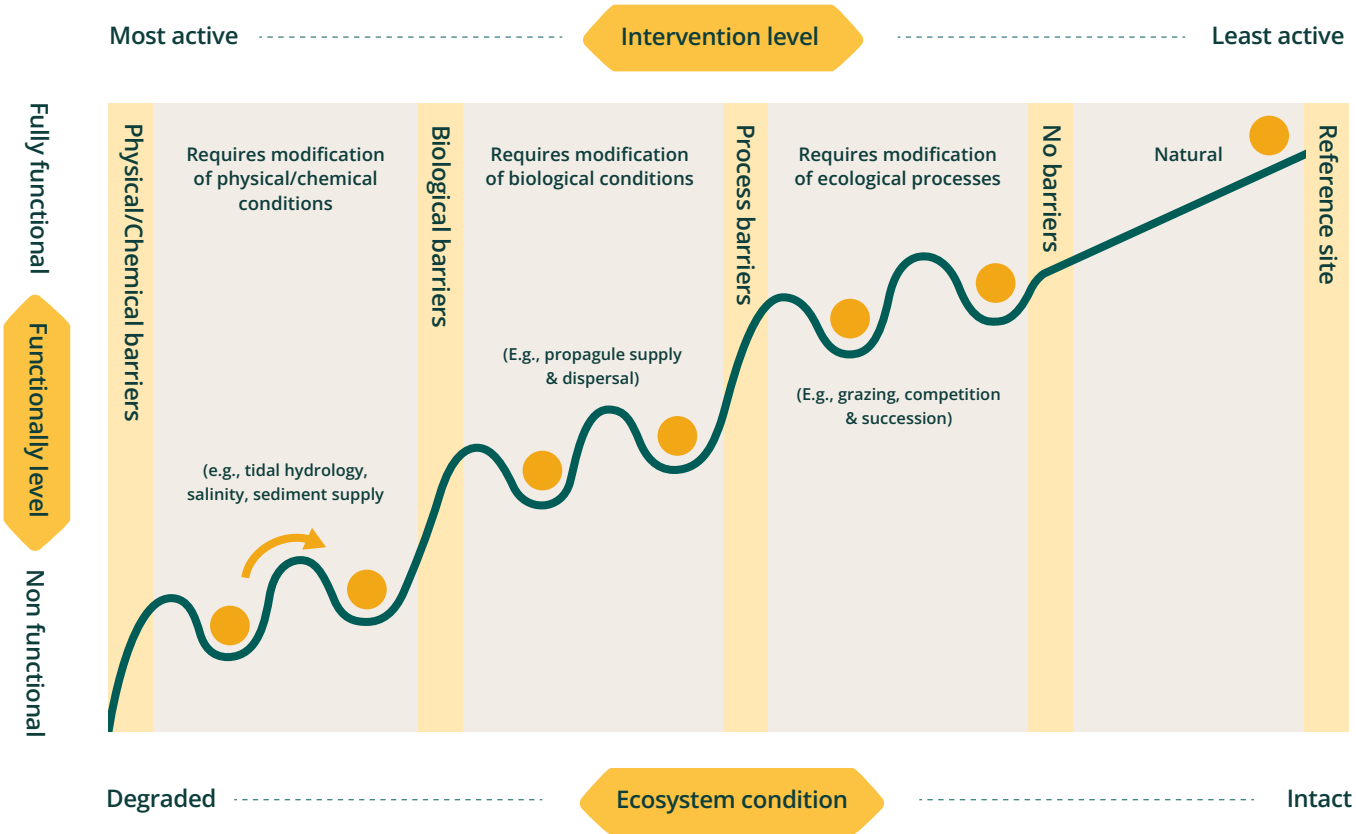 Most active
Intervention level
Least active
Fully functional
Functionally level
Non functional
Physical/Chemical barriers
Requires modification
of physical/chemical
conditions
(e.g., tidal hydrology,
salinity, sediment supply
Biological barriers
Requires modification
of biological conditions
(E.g., propagule supply
& dispersal)
Process barriers
Requires modification
of ecological processes
(E.g., grazing, competition
& succession)
No barriers
Natural
Reference site
Degraded
Ecosystem condition
Intact